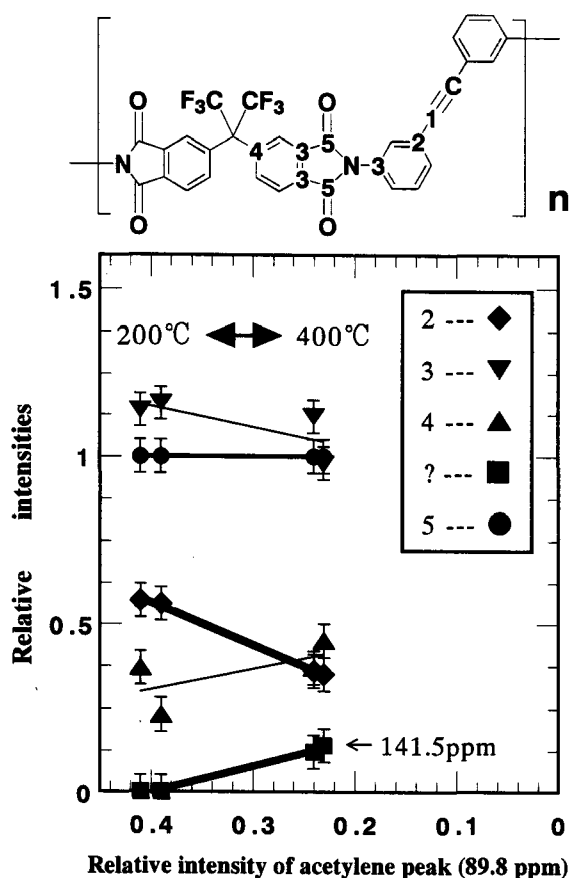 F₃C CF₃
O O
C
1
4 3 5 2
N N 3
3 5
O O
n
1.5
1
0.5
0
200℃ 400℃
2 ---
3 ---
4 ---
? ---
5 ---
Relative intensities
← 141.5ppm
0.4 0.3 0.2 0.1 0
Relative intensity of acetylene peak (89.8 ppm)